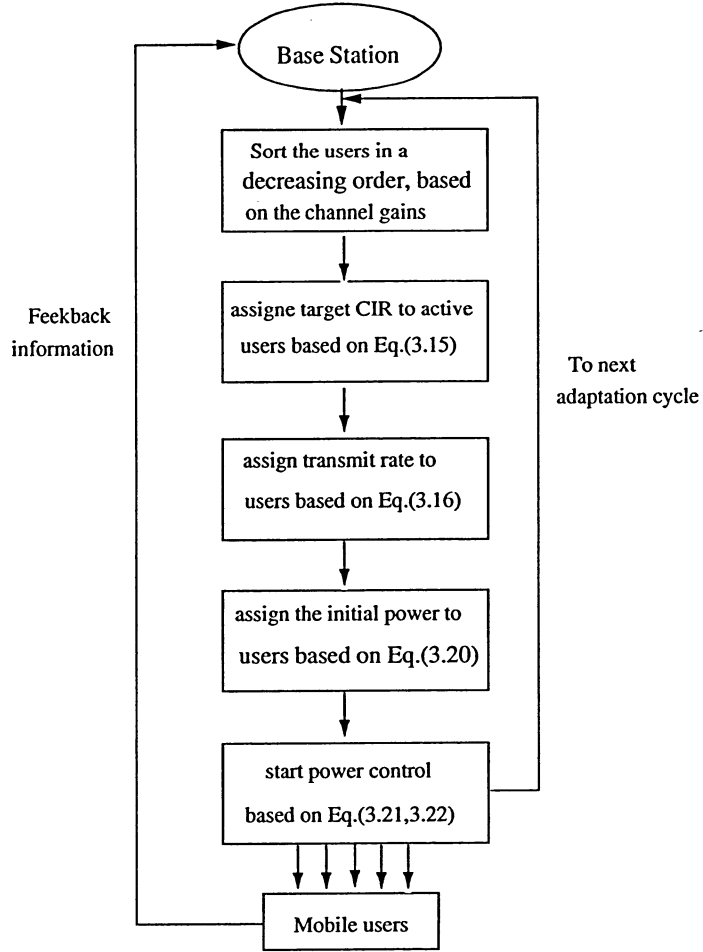 Base Station
Sort the users in a
decreasing order, based
on the channel gains
assigne target CIR to active
users based on Eq.(3.15)
Feekback
information
To next
adaptation cycle
assign transmit rate to
users based on Eq.(3.16)
assign the initial power to
users based on Eq.(3.20)
start power control
based on Eq.(3.21,3.22)
Mobile users